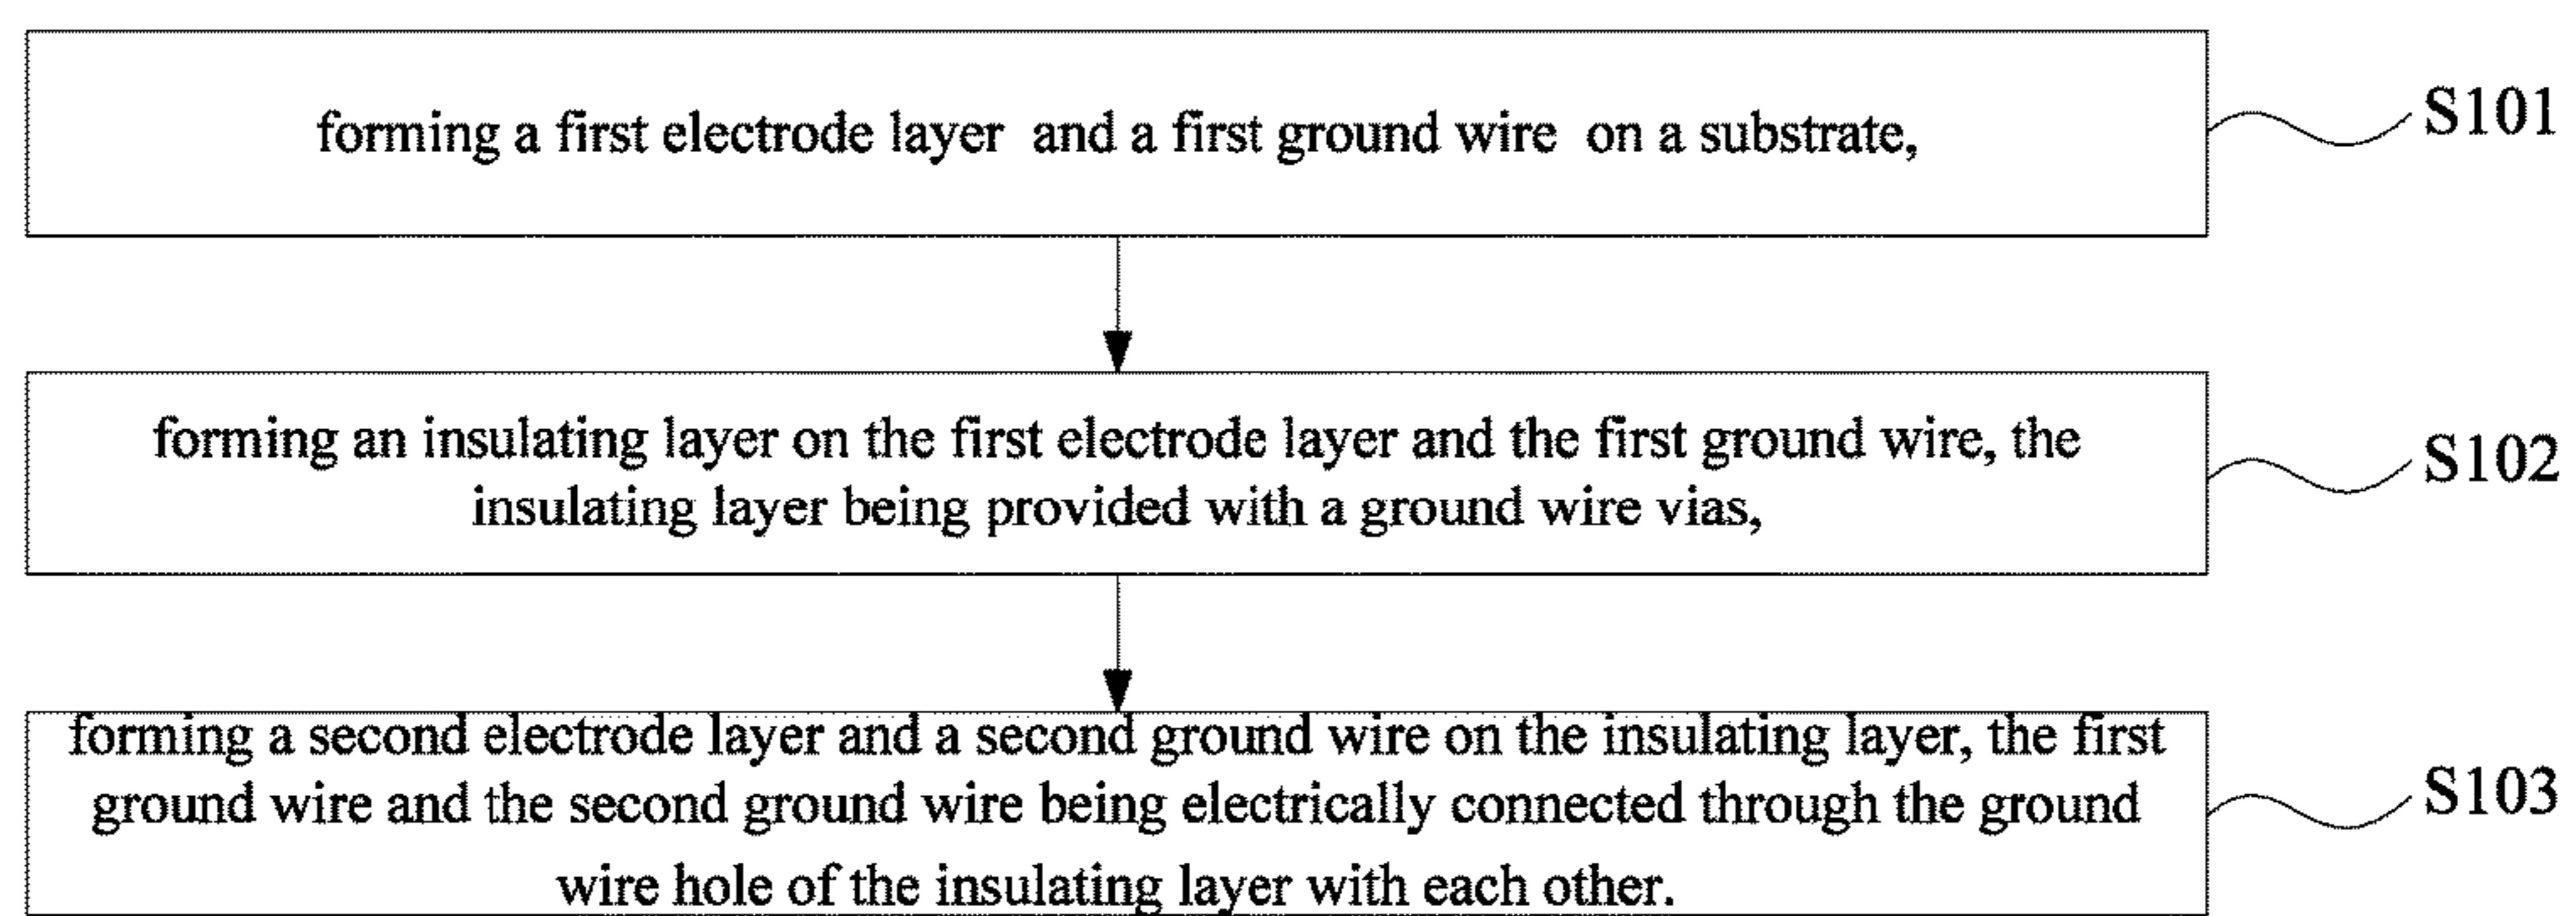 forming a first electrode layer and a first ground wire on a substrate,
S101
forming an insulating layer on the first electrode layer and the first ground wire, the
insulating layer being provided with a ground wire vias,
S102
forming a second electrode layer and a second ground wire on the insulating layer, the first
ground wire and the second ground wire being electrically connected through the ground
wire hole of the insulating layer with each other.
S103